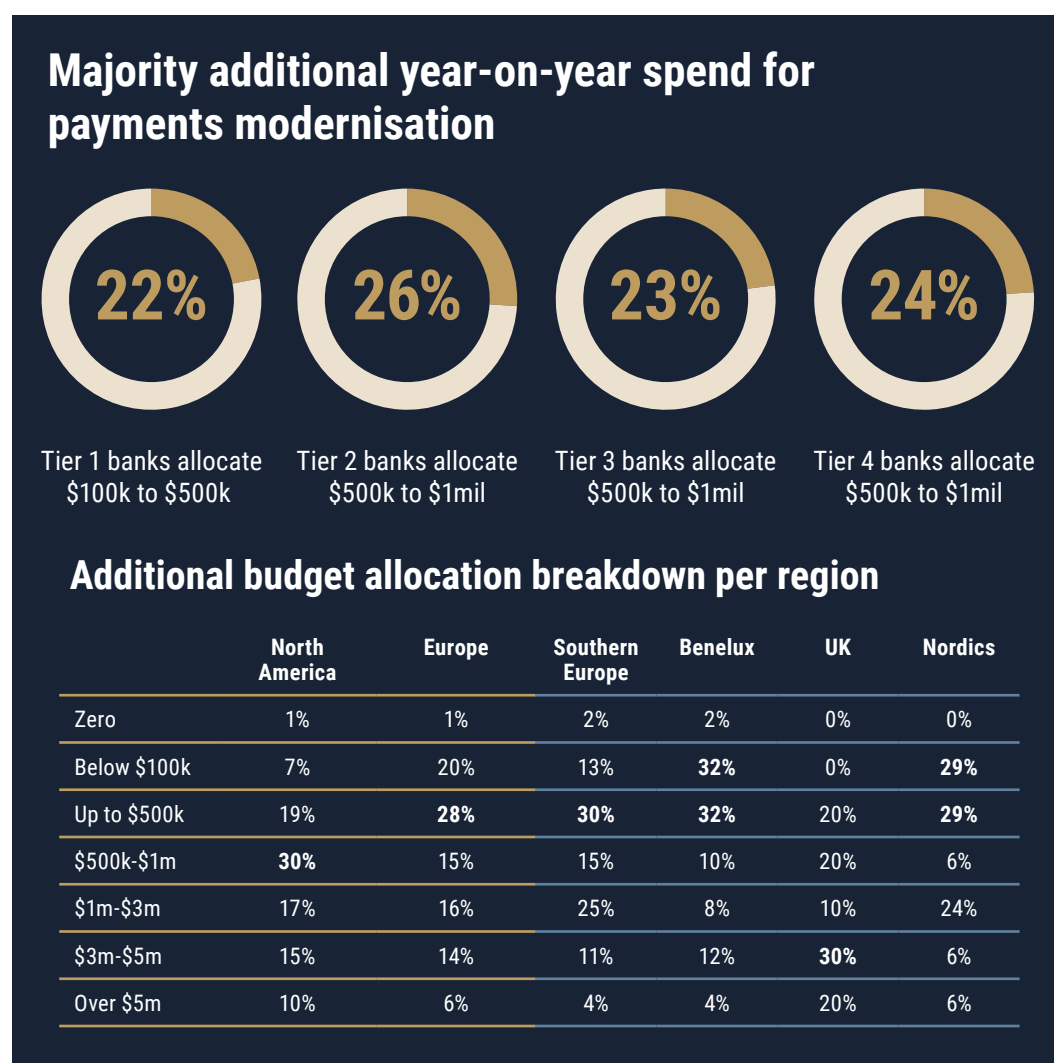 Majority additional year-on-year spend for
payments modernisation
22% 26% 23% 24%
Tier 1 banks allocate Tier 2 banks allocate Tier 3 banks allocate Tier 4 banks allocate
$100k to $500k $500k to $1mil $500k to $1mil $500k to $1mil
Additional budget allocation breakdown per region
North Europe Southern Benelux UK Nordics
America Europe
Zero 1% 1% 2% 2% 0% 0%
Below $100k 7% 20% 13% 32% 0% 29%
Up to $500k 19% 28% 30% 32% 20% 29%
$500k-$1m 30% 15% 15% 10% 20% 6%
$1m-$3m 17% 16% 25% 8% 10% 24%
$3m-$5m 15% 14% 11% 12% 30% 6%
Over $5m 10% 6% 4% 4% 20% 6%